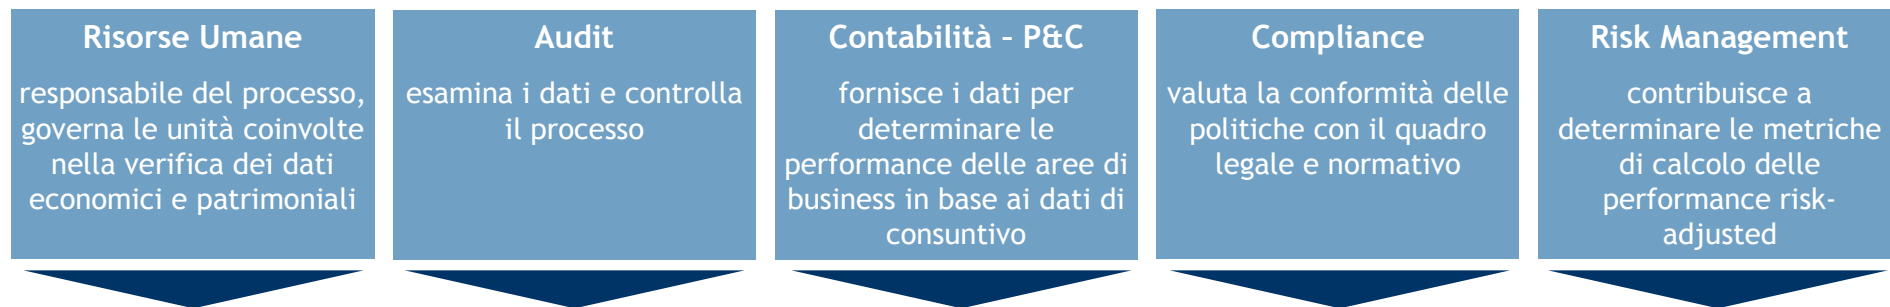 Risorse Umane
responsabile del processo,
governa le unità coinvolte
nella verifica dei dati
economici e patrimoniali
Audit
esamina i dati e controlla
il processo
Contabilità – P&C
fornisce i dati per
determinare le
performance delle aree di
business in base ai dati di
consuntivo
Compliance
valuta la conformità delle
politiche con il quadro
legale e normativo
Risk Management
contribuisce a
determinare le metriche
di calcolo delle
performance risk-
adjusted